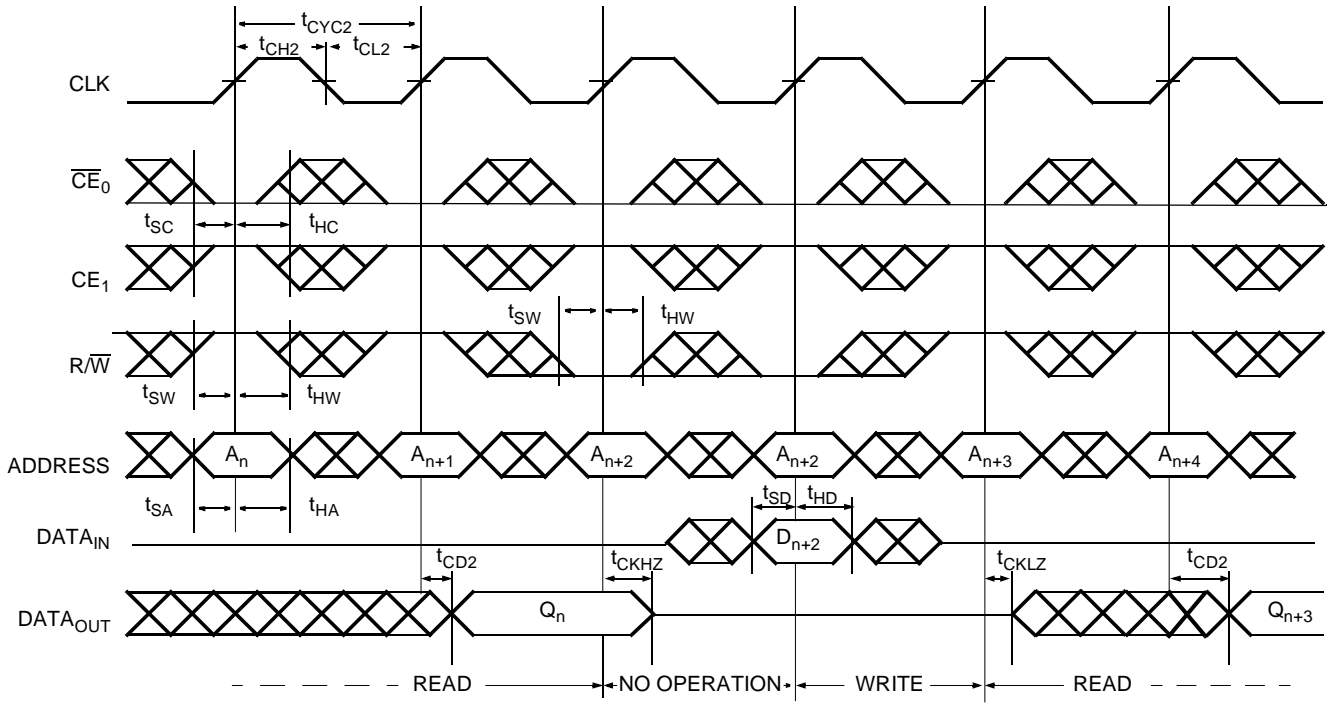 tCYC2
tCH2 tCL2
CLK
CE0
tSC tHC
CE1
tSW tHW
R/W
tSW tHW
ADDRESS An An+1 An+2 An+2 An+3 An+4
tSA tHA tSD tHD
DATAIN Dn+2
tCD2 tCKHZ tCKLZ tCD2
DATAOUT Qn Qn+3
READ NO OPERATION WRITE READ